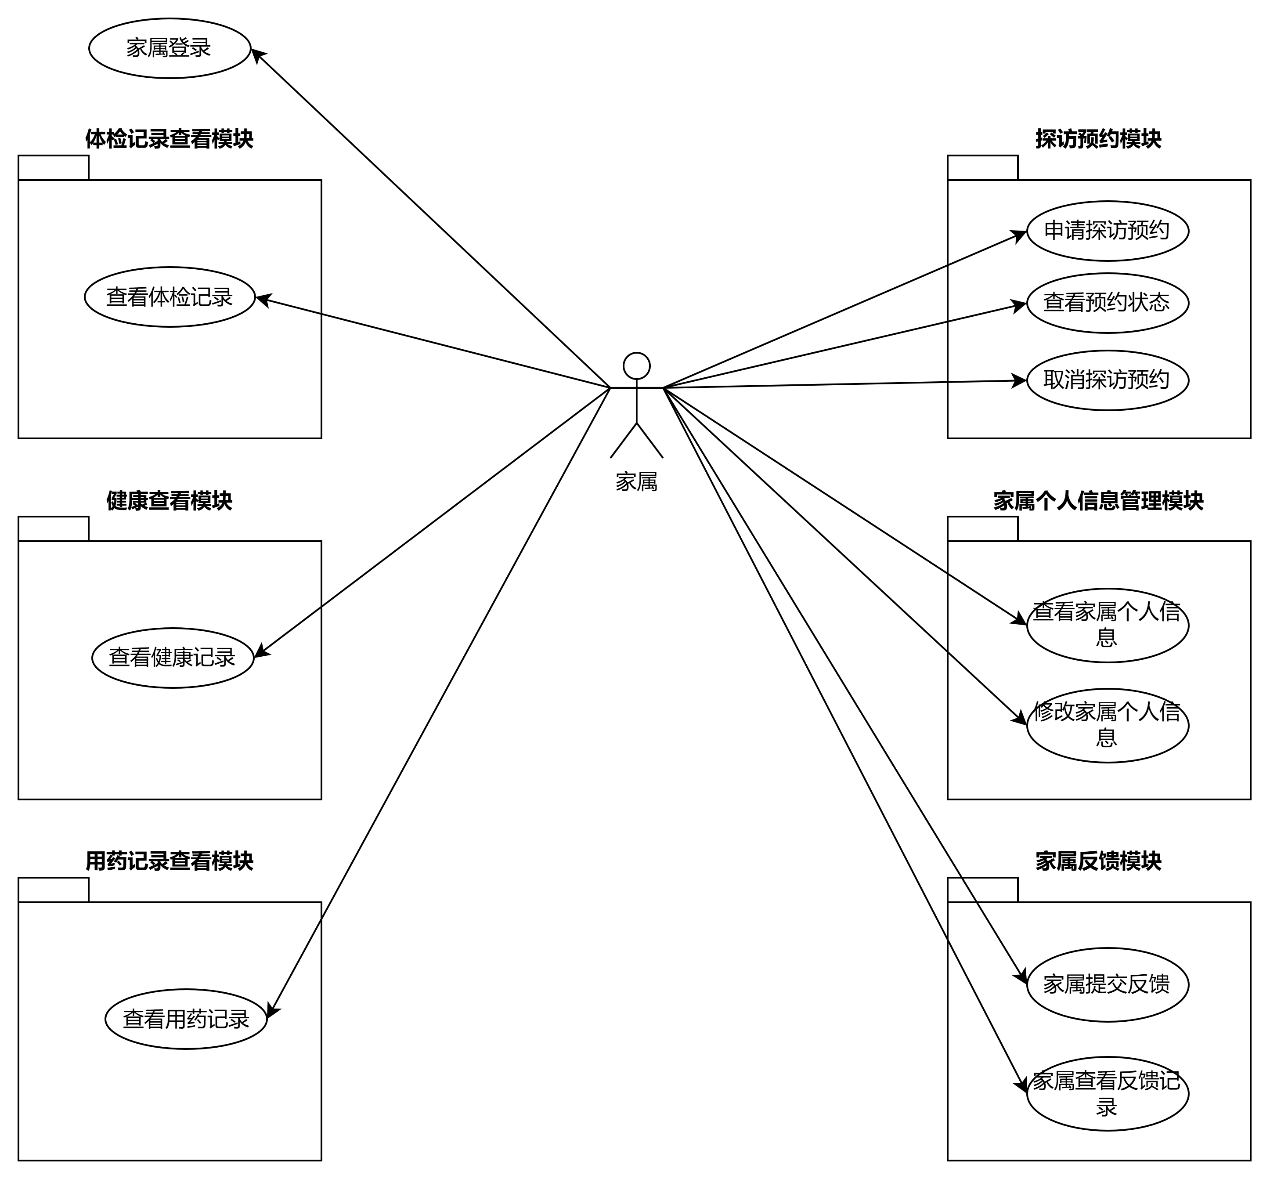 家属登录
体检记录查看模块
查看体检记录
健康查看模块
查看健康记录
用药记录查看模块
查看用药记录
家属
探访预约模块
申请探访预约
查看预约状态
取消探访预约
家属个人信息管理模块
查看家属个人信
息
修改家属个人信
息
家属反馈模块
家属提交反馈
家属查看反馈记
录